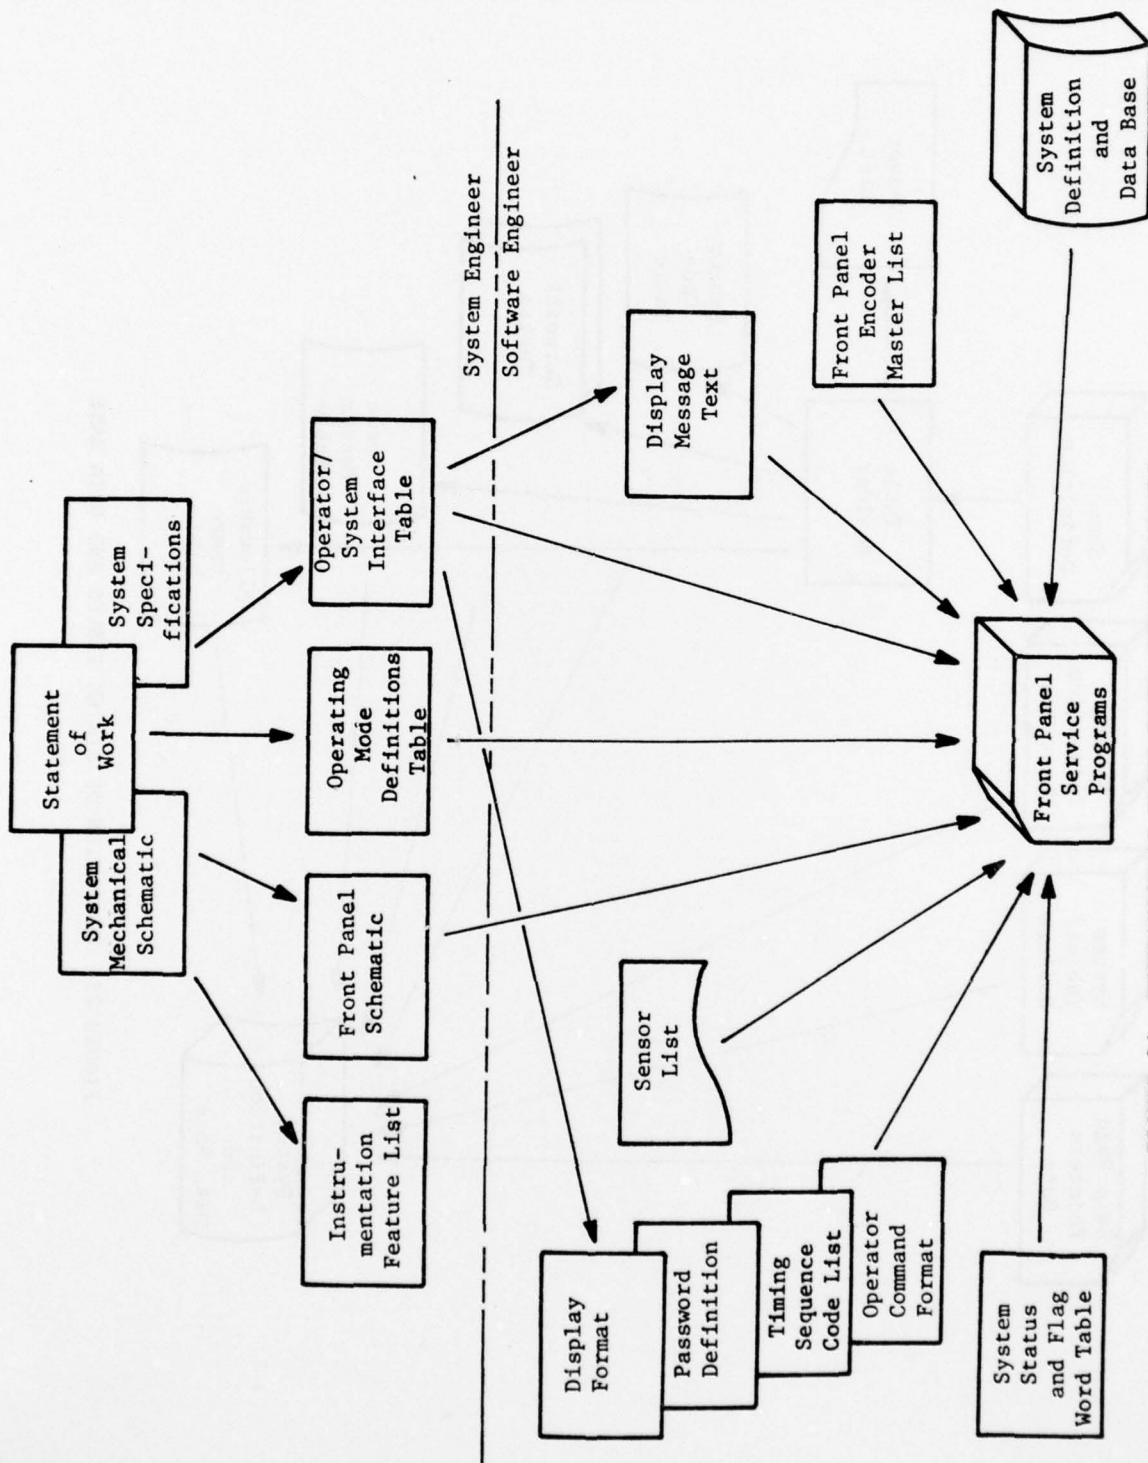 Statement
of
Work
System
Speci-
fications
System
Mechanical
Schematic
Instru-
mentation
Feature List
Front Panel
Schematic
Operating
Mode
Definitions
Table
Operator/
System
Interface
Table
System Engineer
Software Engineer
Display
Format
Password
Definition
Timing
Sequence
Code List
Operator
Command
Format
Sensor
List
Display
Message
Text
Front Panel
Encoder
Master List
System
Status
and Flag
Word Table
Front Panel
Service
Programs
System
Definition
and
Data Base